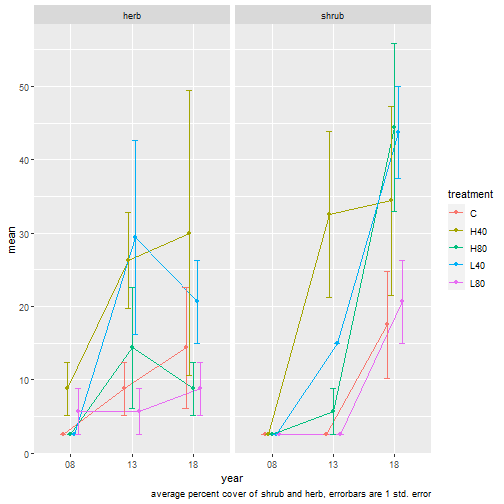 herb shrub
50
40
30
20
10
0
mean
08 13 18 08 13 18
year
treatment
C
H40
H80
L40
L80
average percent cover of shrub and herb, errorbars are 1 std. error